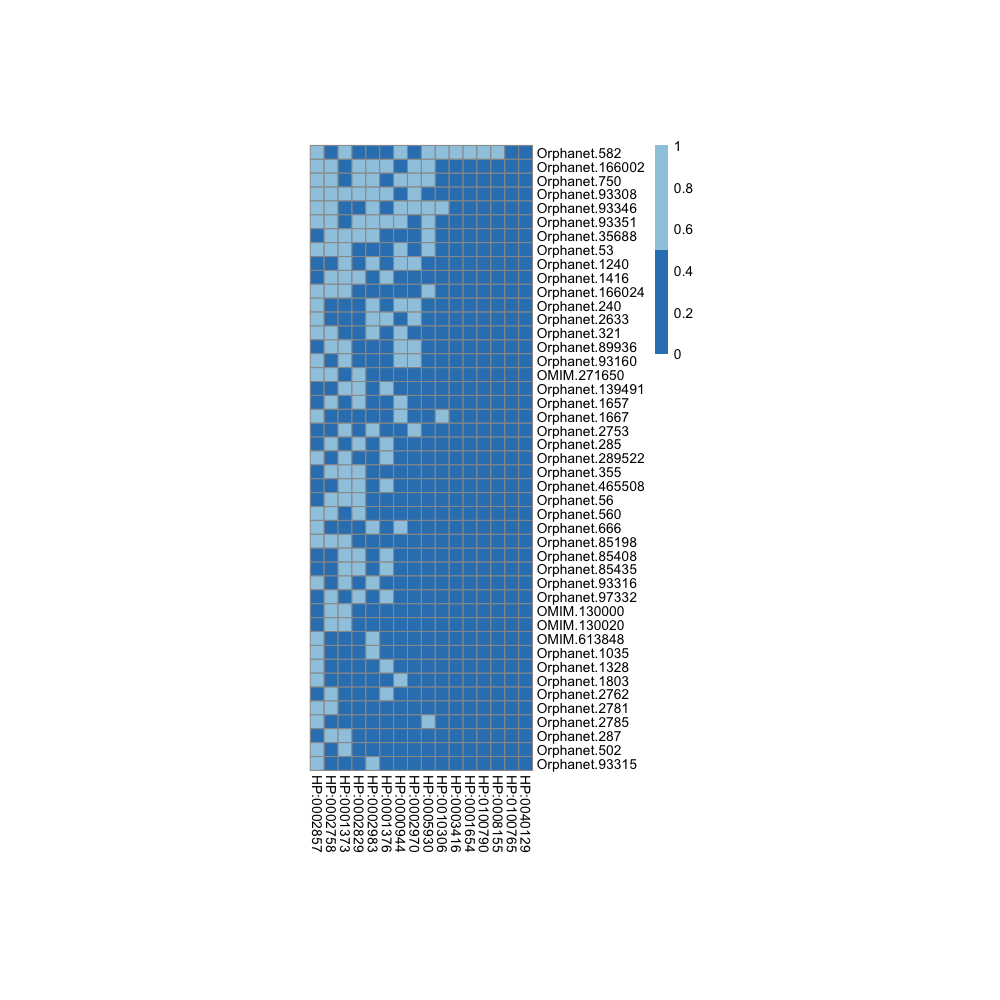 Orphanet.582
Orphanet.166002
Orphanet.750
Orphanet.93308
Orphanet.93346
Orphanet.93351
Orphanet.35688
Orphanet.53
Orphanet.1240
Orphanet.1416
Orphanet.166024
Orphanet.240
Orphanet.2633
Orphanet.321
Orphanet.89936
Orphanet.93160
OMIM.271650
Orphanet.139491
Orphanet.1657
Orphanet.1667
Orphanet.2753
Orphanet.285
Orphanet.289522
Orphanet.355
Orphanet.465508
Orphanet.56
Orphanet.560
Orphanet.666
Orphanet.85198
Orphanet.85408
Orphanet.85435
Orphanet.93316
Orphanet.97332
OMIM.130000
OMIM.130020
OMIM.613848
Orphanet.1035
Orphanet.1328
Orphanet.1803
Orphanet.2762
Orphanet.2781
Orphanet.2785
Orphanet.287
Orphanet.502
Orphanet.93315
1
0.8
0.6
0.4
0.2
0
HP:0002857
HP:0002758
HP:0001373
HP:0002829
HP:0002983
HP:0001376
HP:0000944
HP:0002970
HP:0005930
HP:0010306
HP:0003416
HP:0001654
HP:0100790
HP:0008155
HP:0100765
HP:0040129